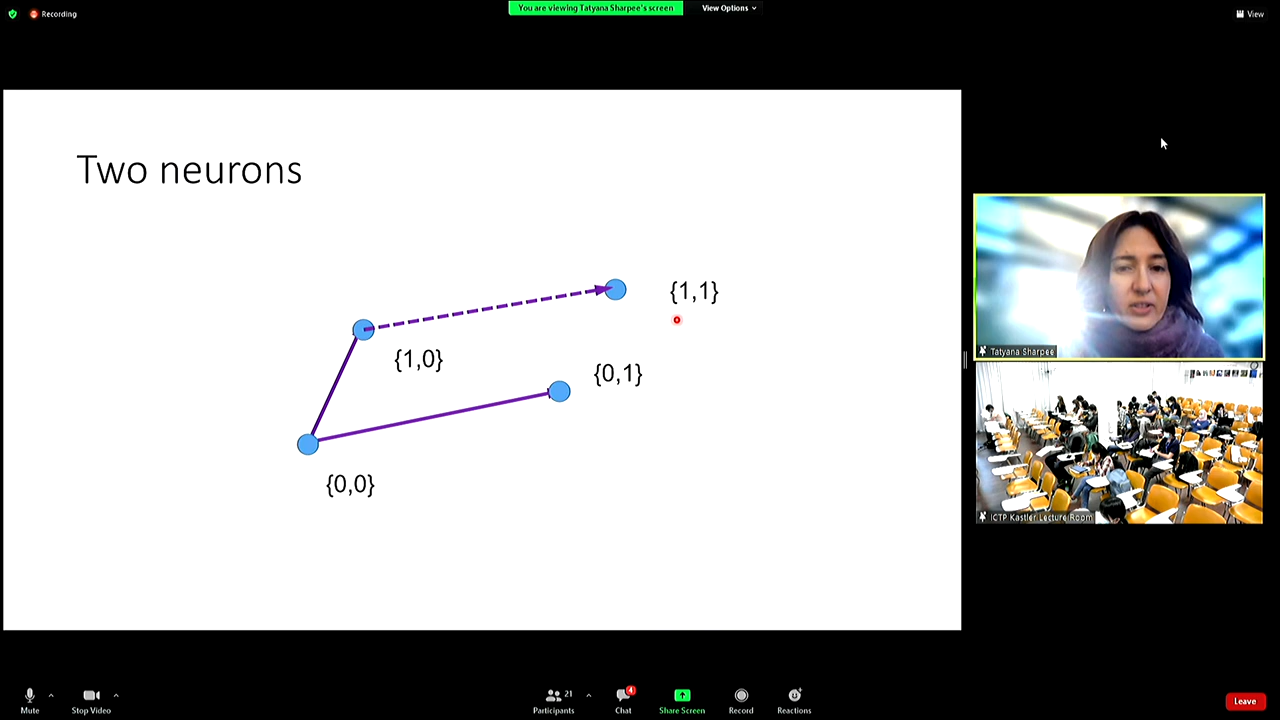 Recording
You are viewing Tatyana Sharpee's screen
View Options
View
Two neurons
{1,1}
{1,0}
{0,1}
{0,0}
Tatyana Sharpee
ICTP Kastler Lecture Room
Mute
Stop Video
21
Participants
4
Chat
Share Screen
Record
Reactions
Leave